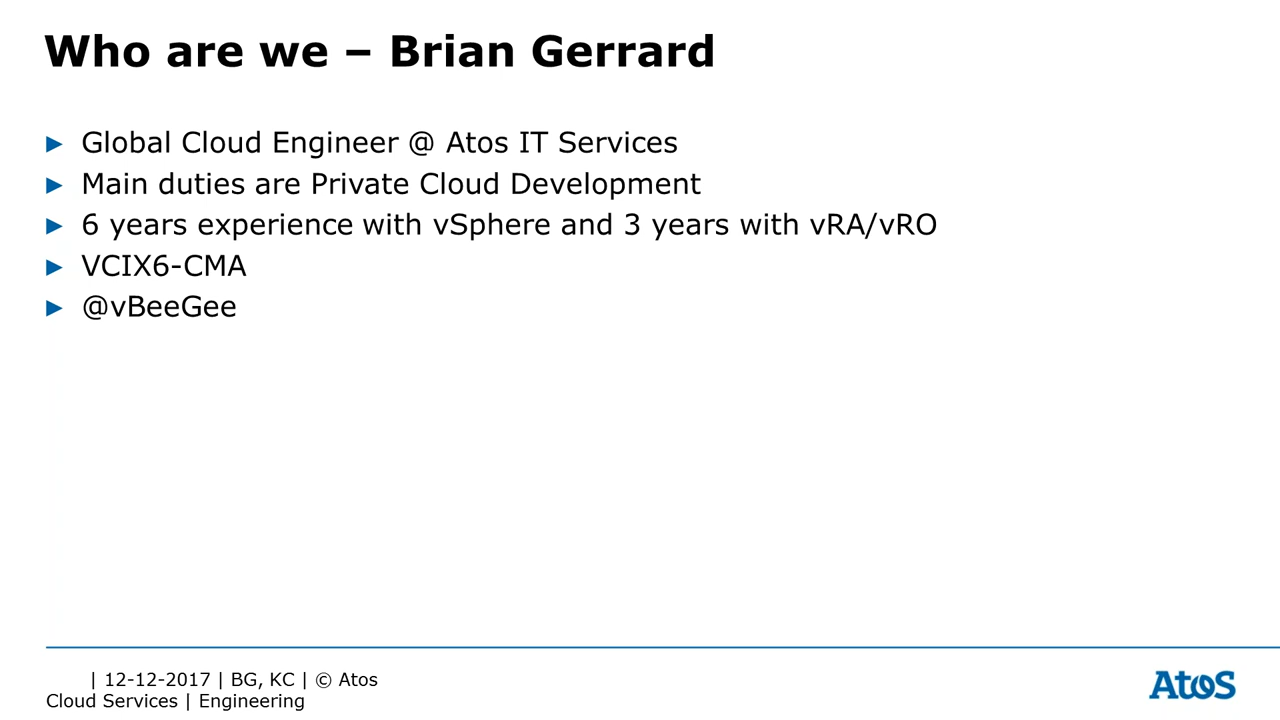 Who are we – Brian Gerrard
► Global Cloud Engineer @ Atos IT Services
► Main duties are Private Cloud Development
► 6 years experience with vSphere and 3 years with vRA/vRO
► VCIX6-CMA
► @vBeeGee
| 12-12-2017 | BG, KC | © Atos
Cloud Services | Engineering
Atos